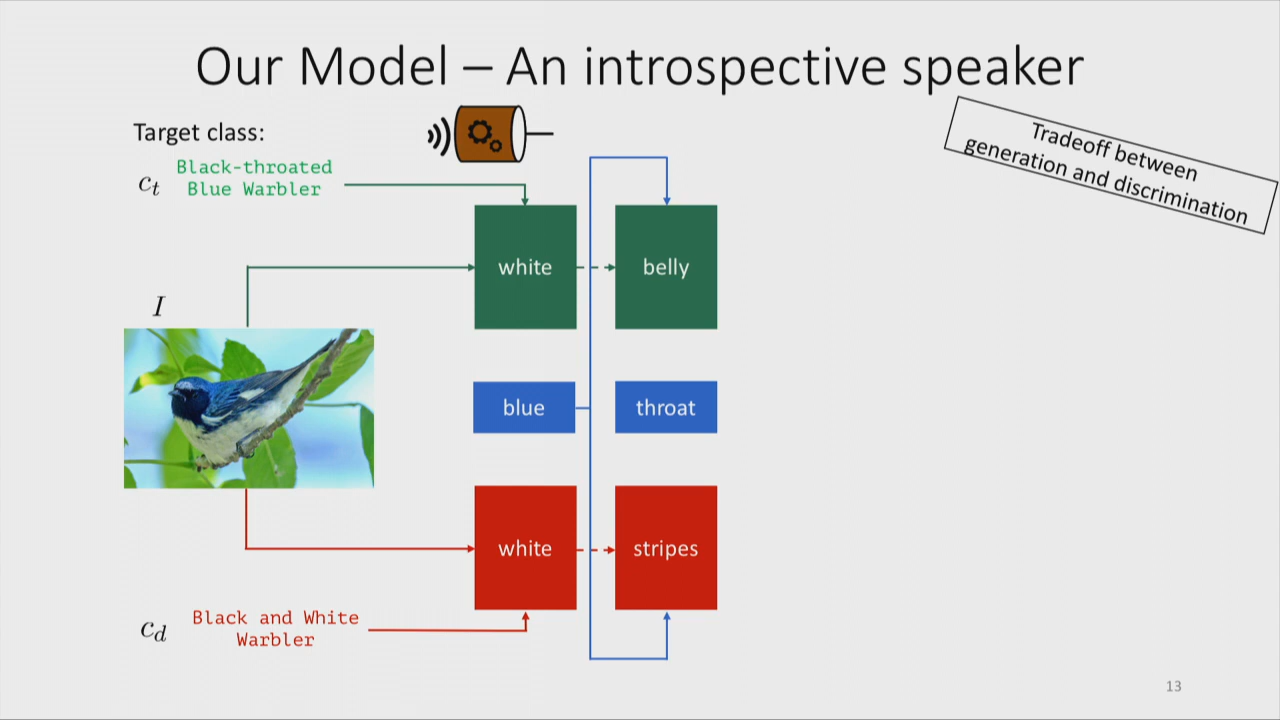 Our Model – An introspective speaker
Tradeoff between
generation and discrimination
Target class:
c_t
Black-throated
Blue Warbler
white
belly
I
blue
throat
white
stripes
c_d
Black and White
Warbler
13